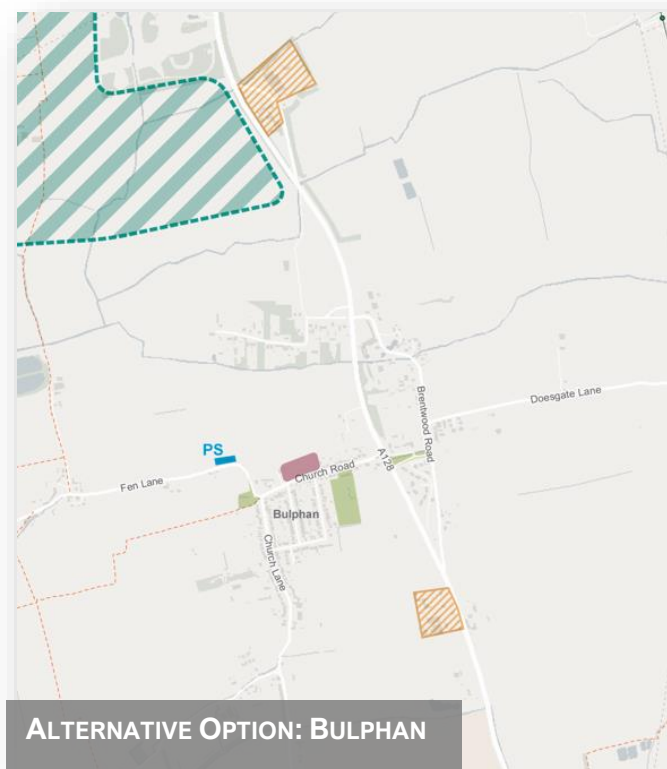 Doesgate Lane
Brentwood Road
A128
PS
Church Road
Fen Lane
Bulphan
Church Lane
ALTERNATIVE OPTION: BULPHAN